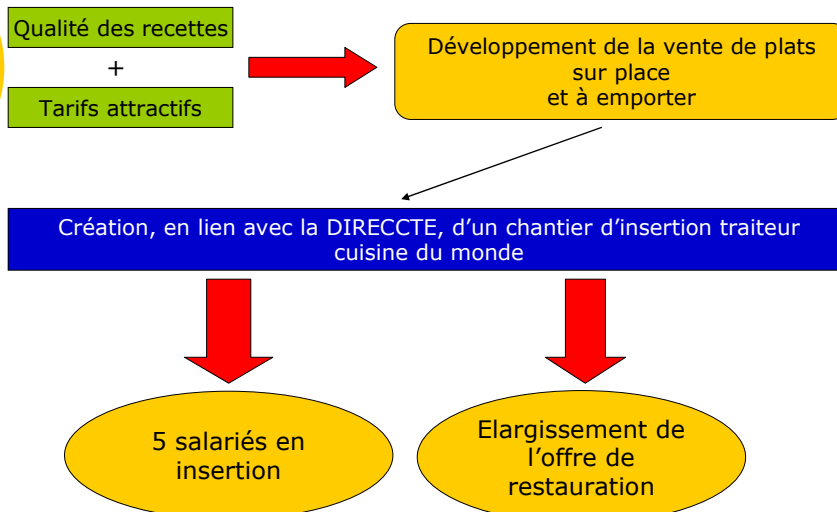 Qualité des recettes
+
Tarifs attractifs
Développement de la vente de plats
sur place
et à emporter
Création, en lien avec la DIRECCTE, d’un chantier d’insertion traiteur
cuisine du monde
5 salariés en
insertion
Elargissement de
l’offre de
restauration